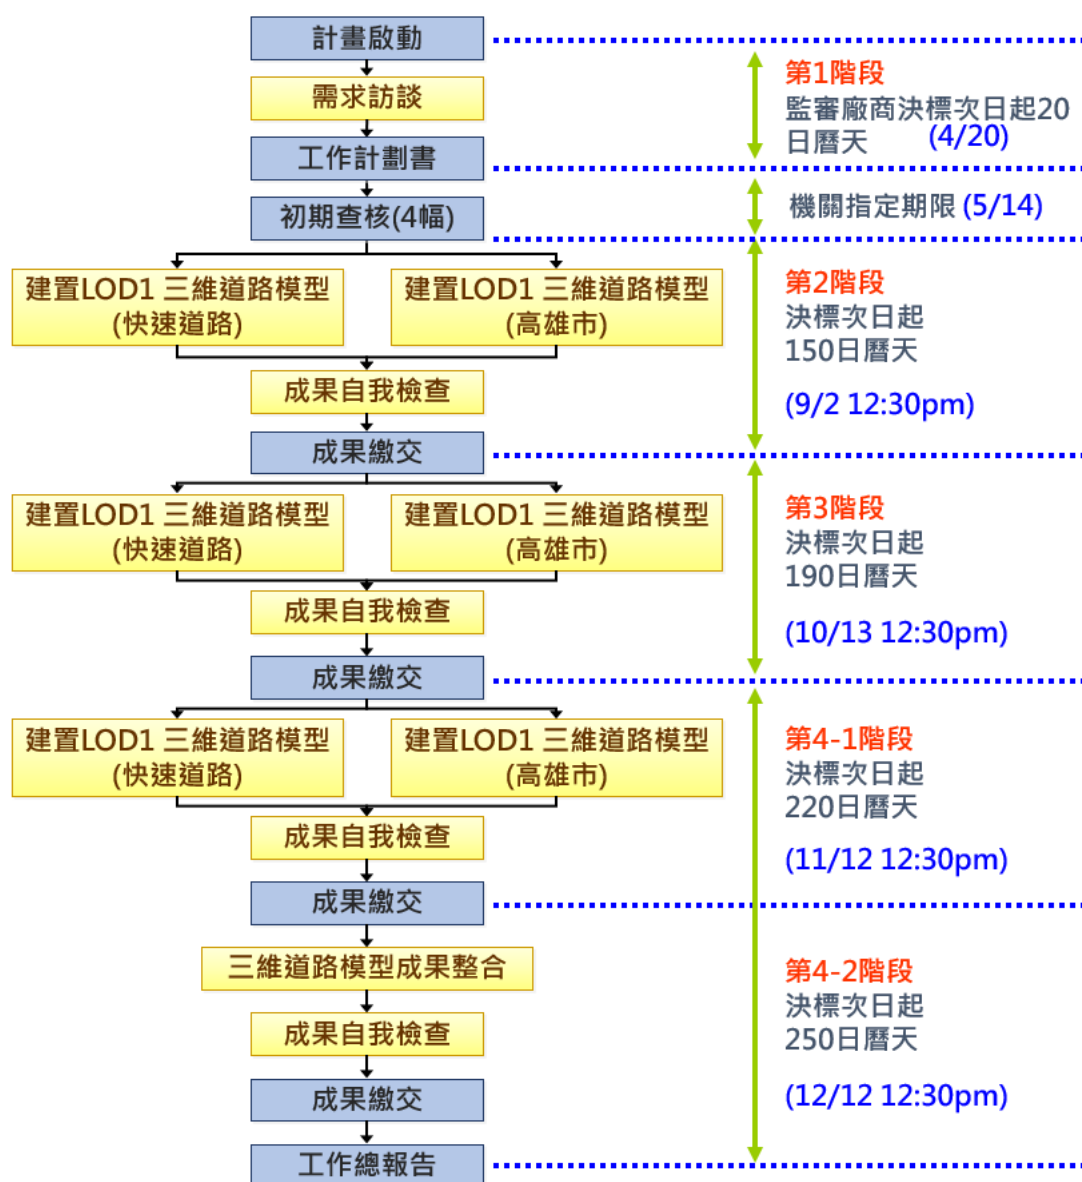 計畫啟動
需求訪談
工作計劃書
初期查核(4幅)
建置LOD1 三維道路模型
(快速道路)
建置LOD1 三維道路模型
(高雄市)
成果自我檢查
成果繳交
建置LOD1 三維道路模型
(快速道路)
建置LOD1 三維道路模型
(高雄市)
成果自我檢查
成果繳交
建置LOD1 三維道路模型
(快速道路)
建置LOD1 三維道路模型
(高雄市)
成果自我檢查
成果繳交
三維道路模型成果整合
成果自我檢查
成果繳交
工作總報告
第1階段
監審廠商決標次日起20
日曆天 (4/20)
機關指定期限 (5/14)
第2階段
決標次日起
150日曆天
(9/2 12:30pm)
第3階段
決標次日起
190日曆天
(10/13 12:30pm)
第4-1階段
決標次日起
220日曆天
(11/12 12:30pm)
第4-2階段
決標次日起
250日曆天
(12/12 12:30pm)